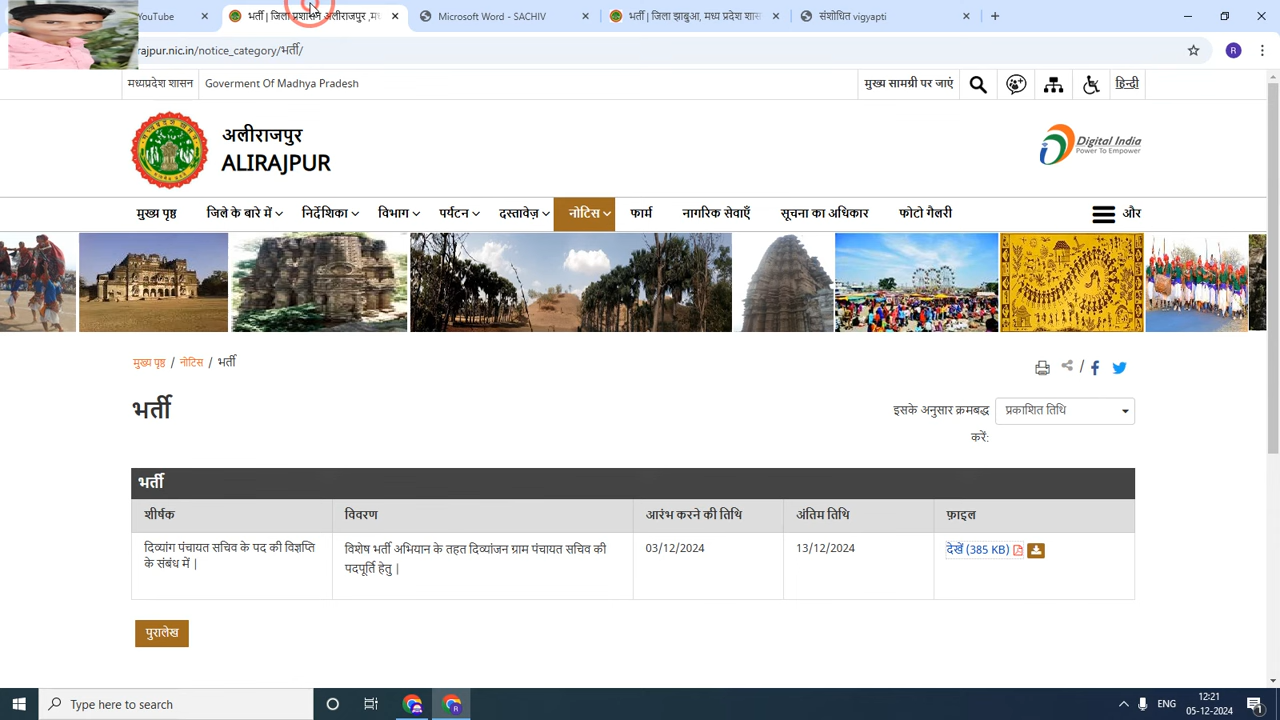 YouTube
भर्ती | जिला प्रशासन अलीराजपुर ,मध
Microsoft Word - SACHIV
भर्ती | जिला झाबुआ, मध्य प्रदेश शास
संशोधित vigyapti
rajpur.nic.in/notice_category/भर्ती/
R
मध्यप्रदेश शासन
Goverment Of Madhya Pradesh
मुख्य सामग्री पर जाएं
हिन्दी
अलीराजपुर
ALIRAJPUR
Digital India
Power To Empower
मुख्य पृष्ठ
जिले के बारे में
निर्देशिका
विभाग
पर्यटन
दस्तावेज़
नोटिस
फार्म
नागरिक सेवाएँ
सूचना का अधिकार
फोटो गैलरी
और
मुख्य पृष्ठ / नोटिस / भर्ती
/
भर्ती
इसके अनुसार क्रमबद्ध
करें:
प्रकाशित तिथि
भर्ती
शीर्षक
विवरण
आरंभ करने की तिथि
अंतिम तिथि
फ़ाइल
दिव्यांग पंचायत सचिव के पद की विज्ञप्ति
के संबंध में |
विशेष भर्ती अभियान के तहत दिव्यांजन ग्राम पंचायत सचिव की
पदपूर्ति हेतु |
03/12/2024
13/12/2024
देखें (385 KB)
पुरालेख
Type here to search
ENG
12:21
05-12-2024
1